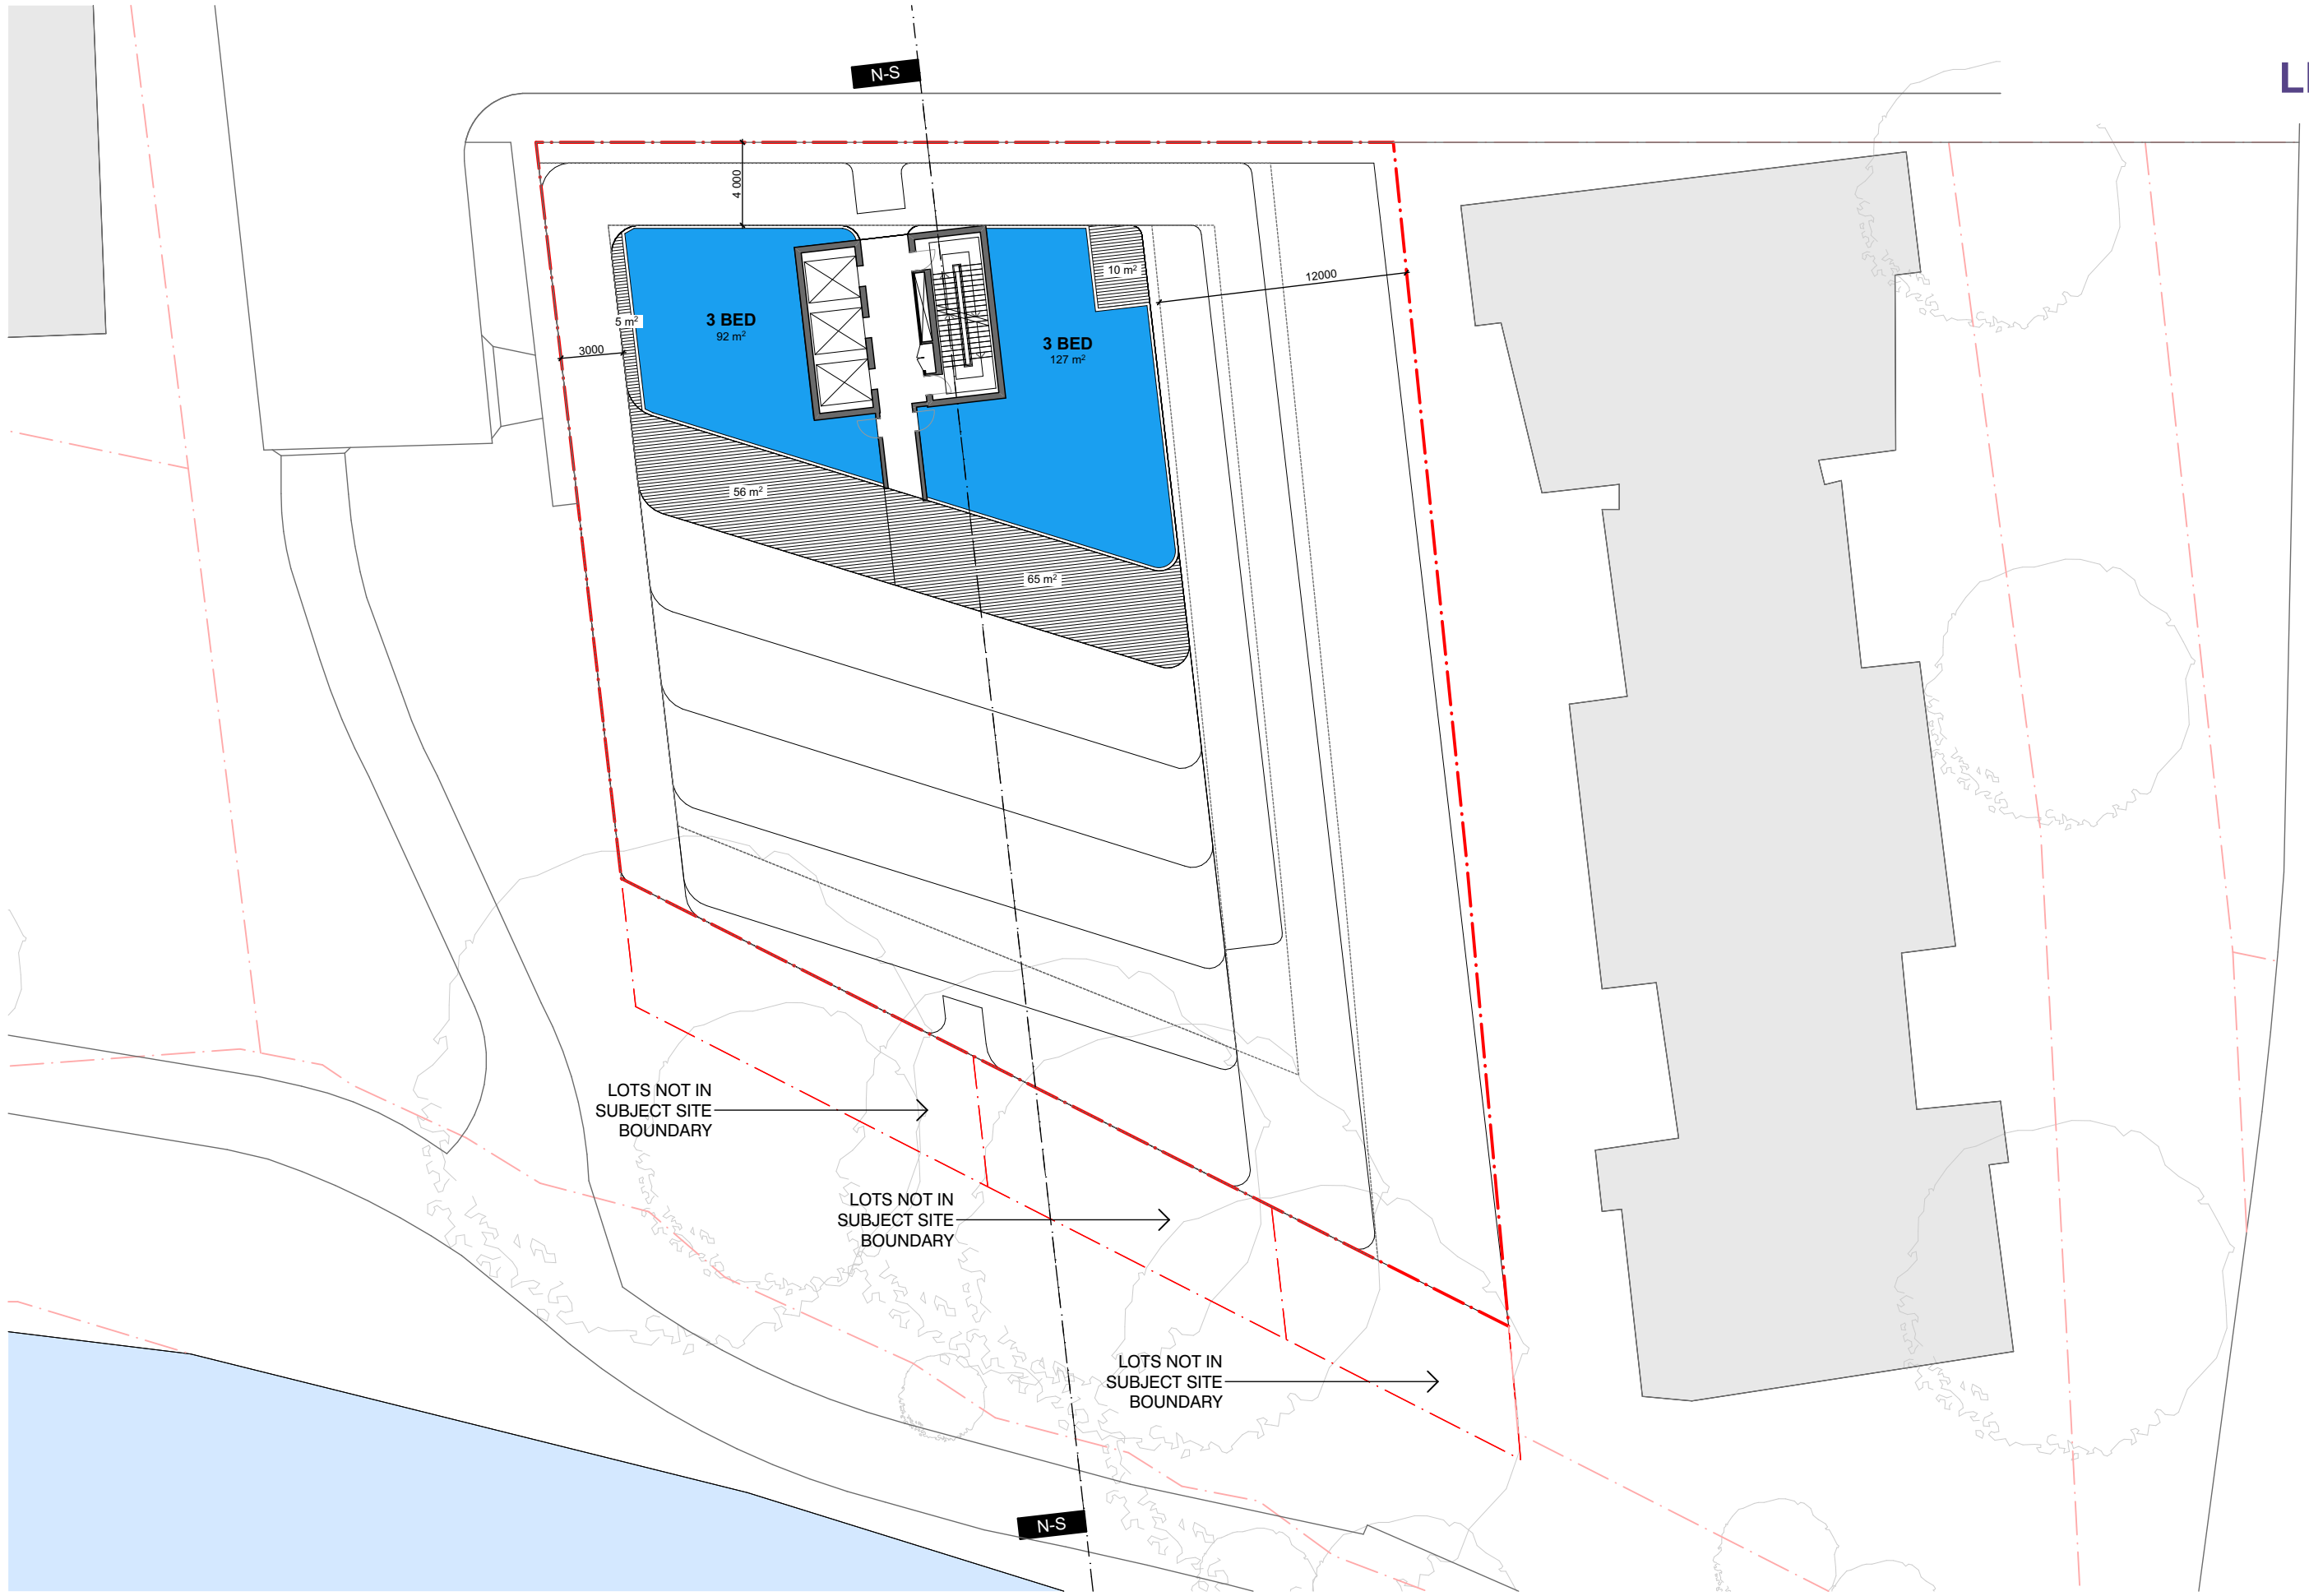 N-S
4 000
10 m²
12000
5 m²
3 BED
92 m²
3 BED
127 m²
3000
56 m²
65 m²
LOTS NOT IN
SUBJECT SITE
BOUNDARY
LOTS NOT IN
SUBJECT SITE
BOUNDARY
LOTS NOT IN
SUBJECT SITE
BOUNDARY
N-S